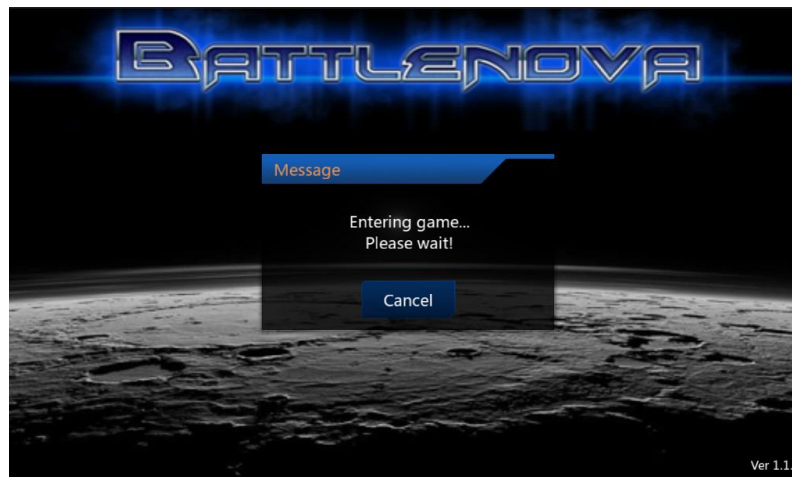 BATTLENOVA
Message
Entering game...
Please wait!
Cancel
Ver 1.1.